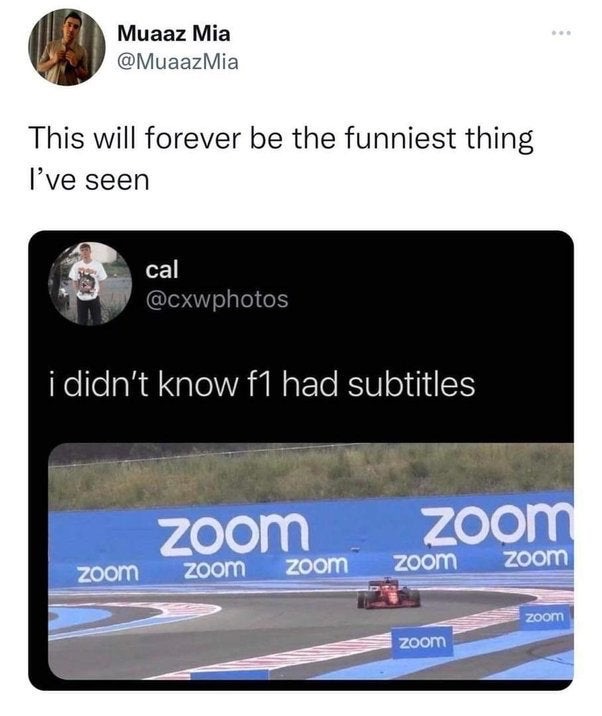 Muaaz Mia
@MuaazMia
This will forever be the funniest thing
I’ve seen
cal
@cxwphotos
i didn't know f1 had subtitles
zoom zoom
zoom zoom zoom zoom zoom
zoom
zoom